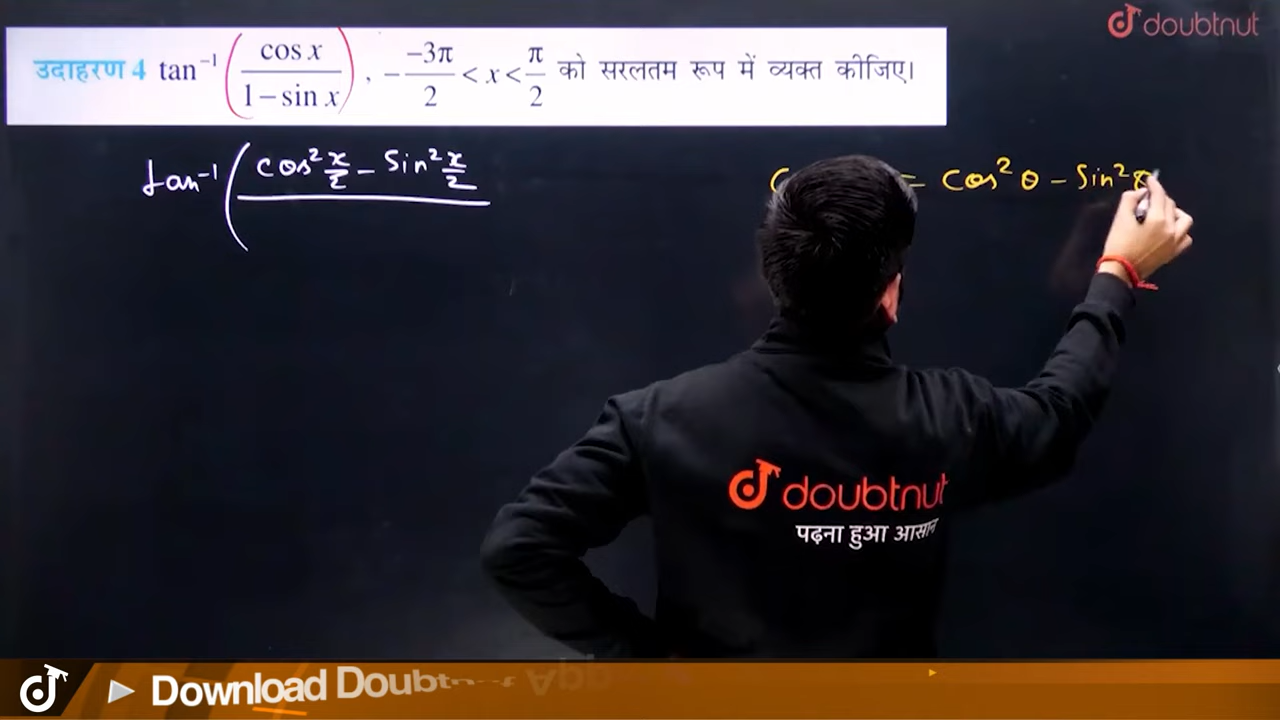 doubtnut
उदाहरण 4 tan⁻¹ (cos x / 1 – sin x), – –3π/2 < x < π/2 को सरलतम रूप में व्यक्त कीजिए।
tan⁻¹ ( cos² x/2 – sin² x/2
= cos² θ – sin² θ
doubtnut
पढ़ना हुआ आसान
Download